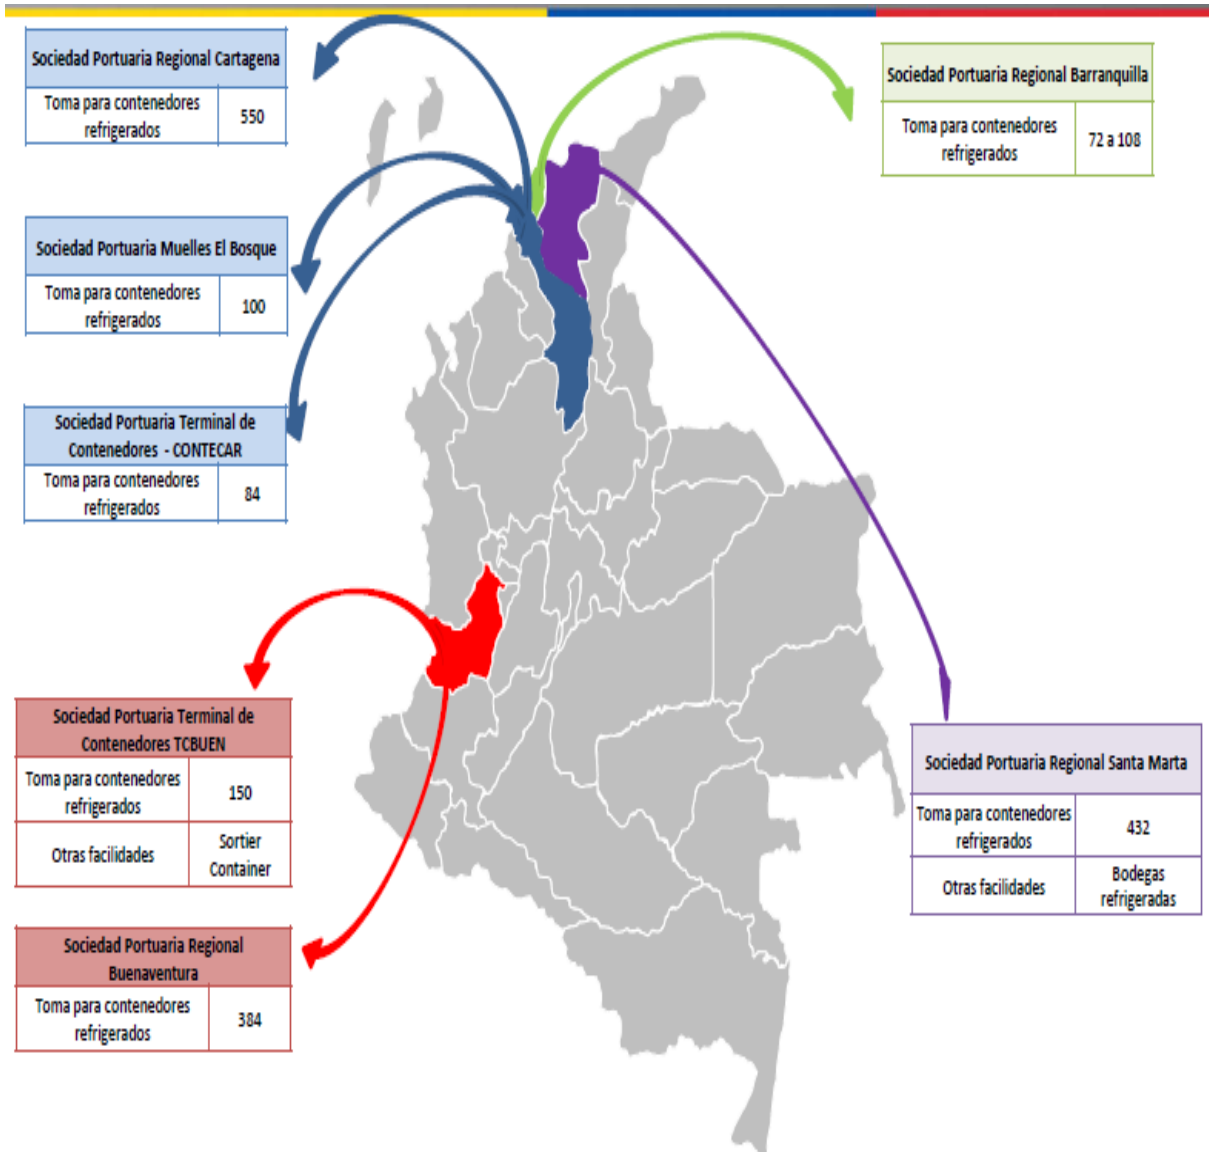 Sociedad Portuaria Regional Cartagena
Toma para contenedores
refrigerados
550
Sociedad Portuaria Muelles El Bosque
Toma para contenedores
refrigerados
100
Sociedad Portuaria Terminal de
Contenedores - CONTECAR
Toma para contenedores
refrigerados
84
Sociedad Portuaria Terminal de
Contenedores TCBUEN
Toma para contenedores
refrigerados
150
Otras facilidades
Sortier
Container
Sociedad Portuaria Regional
Buenaventura
Toma para contenedores
refrigerados
384
Sociedad Portuaria Regional Barranquilla
Toma para contenedores
refrigerados
72 a 108
Sociedad Portuaria Regional Santa Marta
Toma para contenedores
refrigerados
432
Otras facilidades
Bodegas
refrigeradas